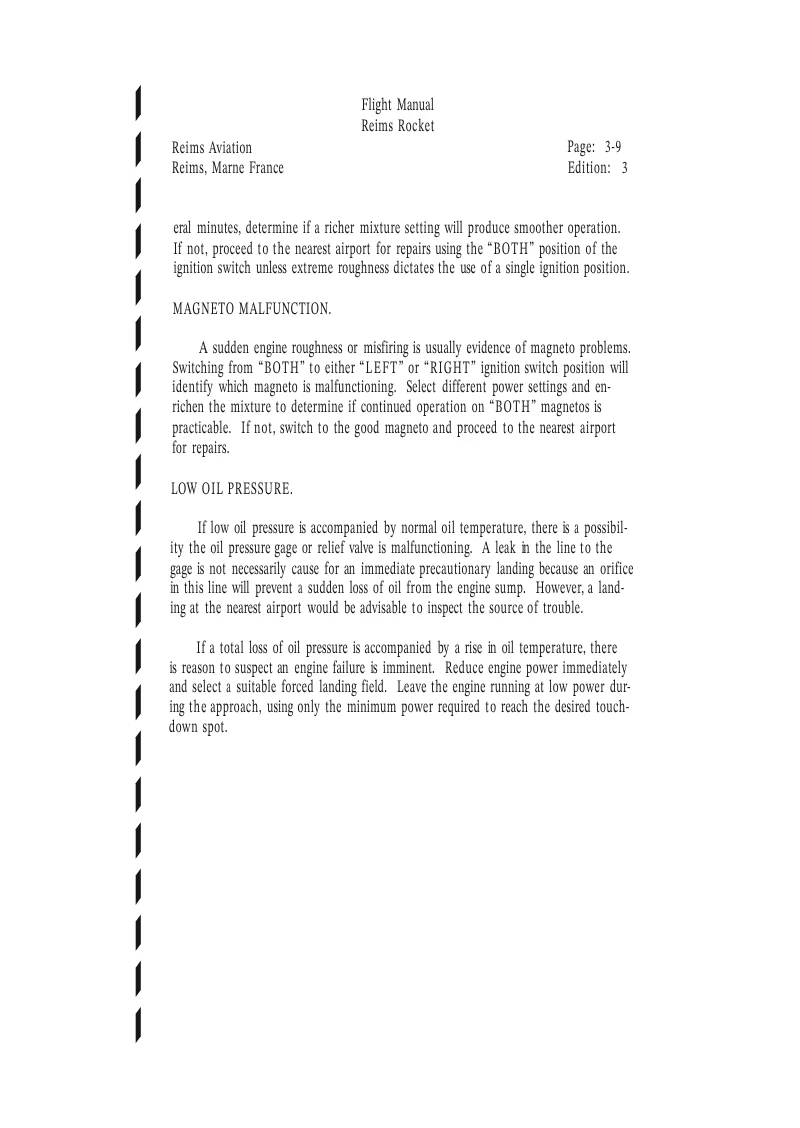 Flight Manual
Reims Rocket
Reims Aviation
Page: 3-9
Reims, Marne France
Edition: 3
eral minutes, determine if a richer mixture setting will produce smoother operation.
If not, proceed to the nearest airport for repairs using the “BOTH” position of the
ignition switch unless extreme roughness dictates the use of a single ignition position.
MAGNETO MALFUNCTION.
A sudden engine roughness or misfiring is usually evidence of magneto problems.
Switching from “BOTH” to either “LEFT” or “RIGHT” ignition switch position will
identify which magneto is malfunctioning. Select different power settings and en-
richen the mixture to determine if continued operation on “BOTH” magnetos is
practicable. If not, switch to the good magneto and proceed to the nearest airport
for repairs.
LOW OIL PRESSURE.
If low oil pressure is accompanied by normal oil temperature, there is a possibil-
ity the oil pressure gage or relief valve is malfunctioning. A leak in the line to the
gage is not necessarily cause for an immediate precautionary landing because an orifice
in this line will prevent a sudden loss of oil from the engine sump. However, a land-
ing at the nearest airport would be advisable to inspect the source of trouble.
If a total loss of oil pressure is accompanied by a rise in oil temperature, there
is reason to suspect an engine failure is imminent. Reduce engine power immediately
and select a suitable forced landing field. Leave the engine running at low power dur-
ing the approach, using only the minimum power required to reach the desired touch-
down spot.